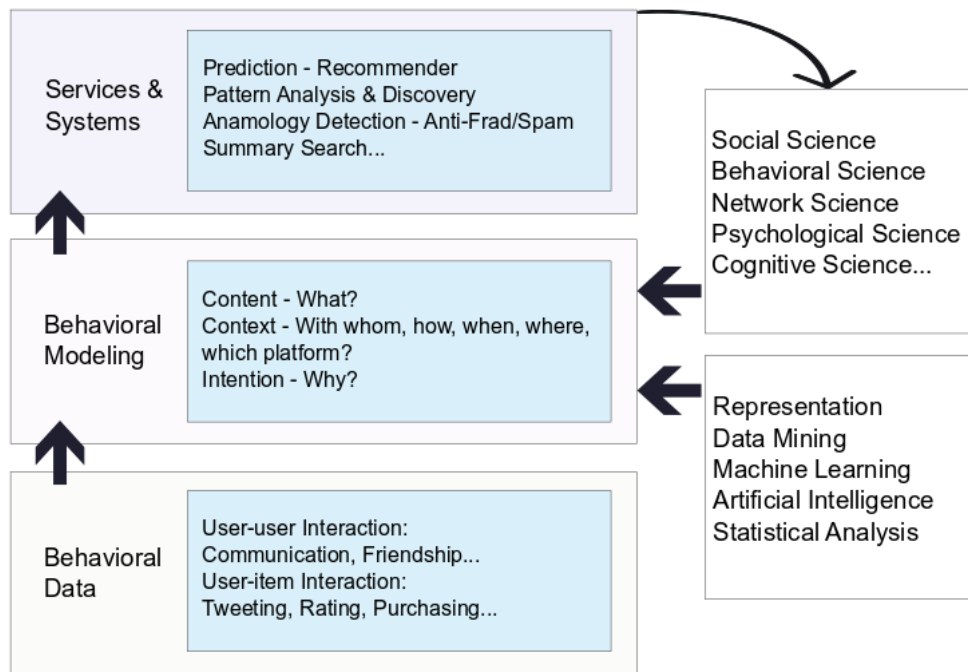 Services &
Systems
Prediction - Recommender
Pattern Analysis & Discovery
Anamology Detection - Anti-Frad/Spam
Summary Search...
Social Science
Behavioral Science
Network Science
Psychological Science
Cognitive Science...
Behavioral
Modeling
Content - What?
Context - With whom, how, when, where,
which platform?
Intention - Why?
Representation
Data Mining
Machine Learning
Artificial Intelligence
Statistical Analysis
Behavioral
Data
User-user Interaction:
Communication, Friendship...
User-item Interaction:
Tweeting, Rating, Purchasing...